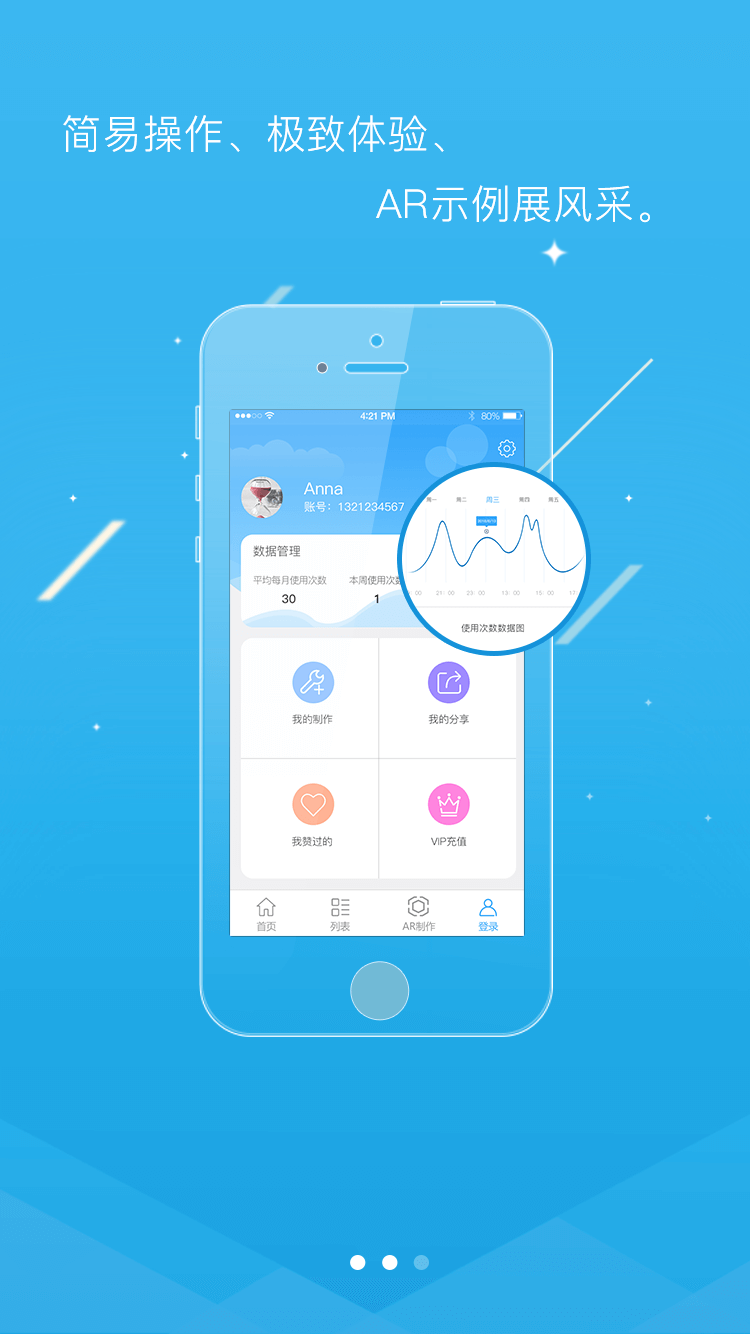 简易操作、极致体验、
AR示例展风采。
4:21 PM 80%
Anna
账号：1321234567
周一 周二 周三 周四 周五
数据管理
平均每月使用次数 本周使用次数
30 1
00 21：00 23：00 13：00 19：00 17：
使用次数数据图
我的制作 我的分享
我赞过的 VIP充值
首页 列表 AR制作 登录